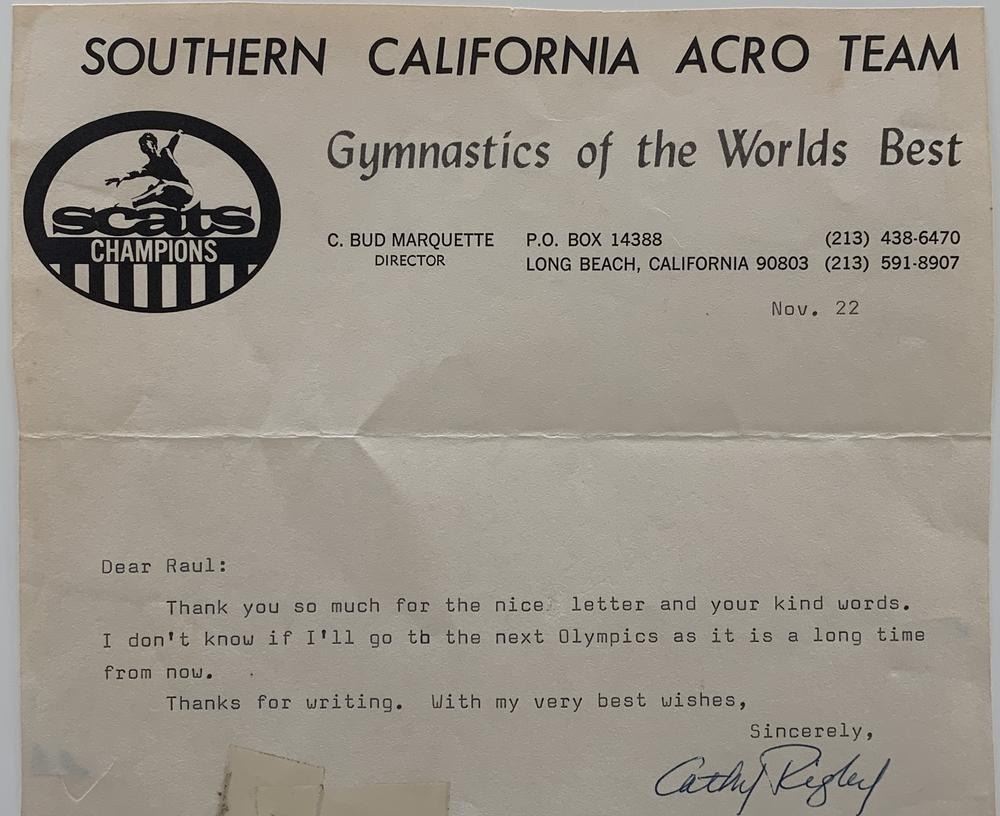 SOUTHERN CALIFORNIA ACRO TEAM
Gymnastics of the Worlds Best
scats
CHAMPIONS
C. BUD MARQUETTE P.O. BOX 14388 (213) 438-6470
DIRECTOR LONG BEACH, CALIFORNIA 90803 (213) 591-8907
Nov. 22
Dear Raul:
Thank you so much for the nice letter and your kind words.
I don't know if I'll go to the next Olympics as it is a long time
from now.
Thanks for writing. With my very best wishes,
Sincerely,
Cathy Rigby